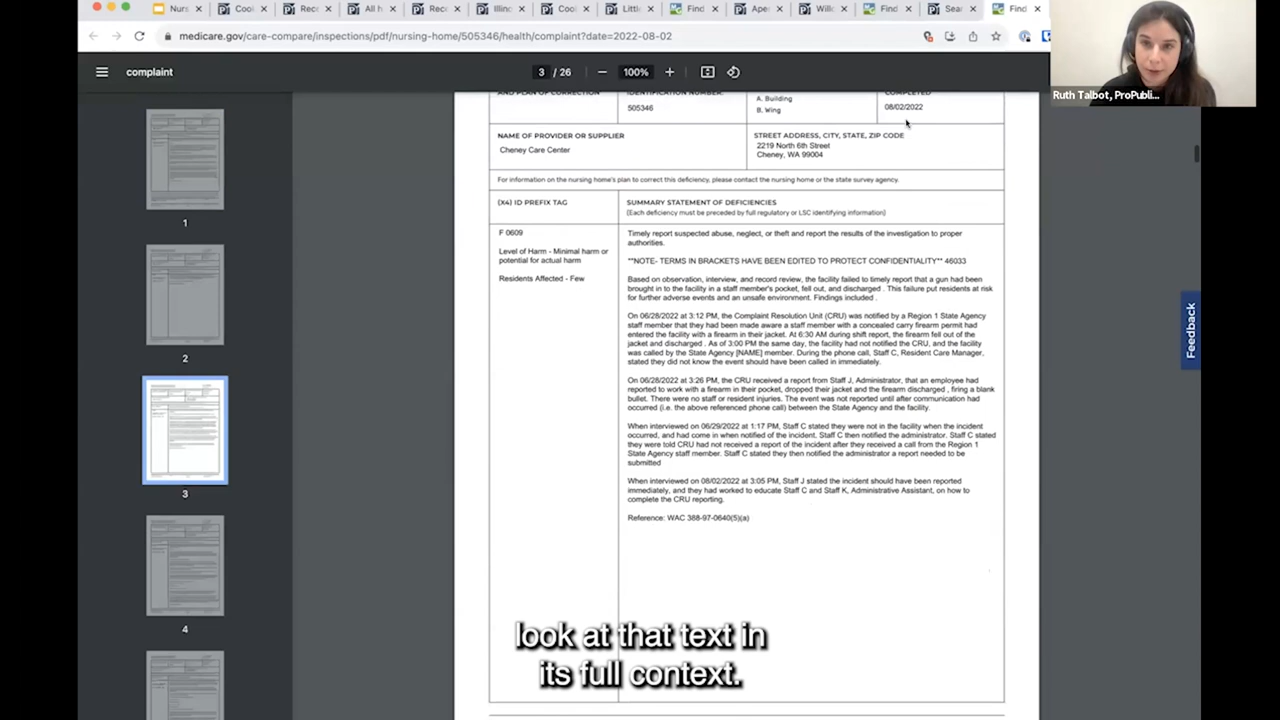 Nurs
Cool
Reco
All h
Reco
Illino
Cool
Little
Find
Aper
Willo
Find
Sear
Find
medicare.gov/care-compare/inspections/pdf/nursing-home/505346/health/complaint?date=2022-08-02
complaint
3 / 26
100%
Ruth Talbot, ProPubli...
AND PLAN OF CORRECTION
IDENTIFICATION NUMBER:
505346
A. Building
B. Wing
COMPLETED
08/02/2022
NAME OF PROVIDER OR SUPPLIER
Cheney Care Center
STREET ADDRESS, CITY, STATE, ZIP CODE
2219 North 6th Street
Cheney, WA 99004
For information on the nursing home's plan to correct this deficiency, please contact the nursing home or the state survey agency.
(X4) ID PREFIX TAG
SUMMARY STATEMENT OF DEFICIENCIES
(Each deficiency must be preceded by full regulatory or LSC identifying information)
F 0609
Level of Harm - Minimal harm or
potential for actual harm
Residents Affected - Few
Timely report suspected abuse, neglect, or theft and report the results of the investigation to proper
authorities.
**NOTE- TERMS IN BRACKETS HAVE BEEN EDITED TO PROTECT CONFIDENTIALITY** 46033
Based on observation, interview, and record review, the facility failed to timely report that a gun had been
brought in to the facility in a staff member's pocket, fell out, and discharged . This failure put residents at risk
for further adverse events and an unsafe environment. Findings included .
On 06/28/2022 at 3:12 PM, the Complaint Resolution Unit (CRU) was notified by a Region 1 State Agency
staff member that they had been made aware a staff member with a concealed carry firearm permit had
entered the facility with a firearm in their jacket. At 6:30 AM during shift report, the firearm fell out of the
jacket and discharged . As of 3:00 PM the same day, the facility had not notified the CRU, and the facility
was called by the State Agency [NAME] member. During the phone call, Staff C, Resident Care Manager,
stated they did not know the event should have been called in immediately.
On 06/28/2022 at 3:26 PM, the CRU received a report from Staff J, Administrator, that an employee had
reported to work with a firearm in their pocket, dropped their jacket and the firearm discharged , firing a blank
bullet. There were no staff or resident injuries. The event was not reported until after communication had
occurred (i.e. the above referenced phone call) between the State Agency and the facility.
When interviewed on 06/29/2022 at 1:17 PM, Staff C stated they were not in the facility when the incident
occurred, and had come in when notified of the incident. Staff C then notified the administrator. Staff C stated
they were told CRU had not received a report of the incident after they received a call from the Region 1
State Agency staff member. Staff C stated they then notified the administrator a report needed to be
submitted
When interviewed on 08/02/2022 at 3:05 PM, Staff J stated the incident should have been reported
immediately, and they had worked to educate Staff C and Staff K, Administrative Assistant, on how to
complete the CRU reporting.
Reference: WAC 388-97-0640(5)(a)
1
2
3
4
Feedback
look at that text in
its full context.